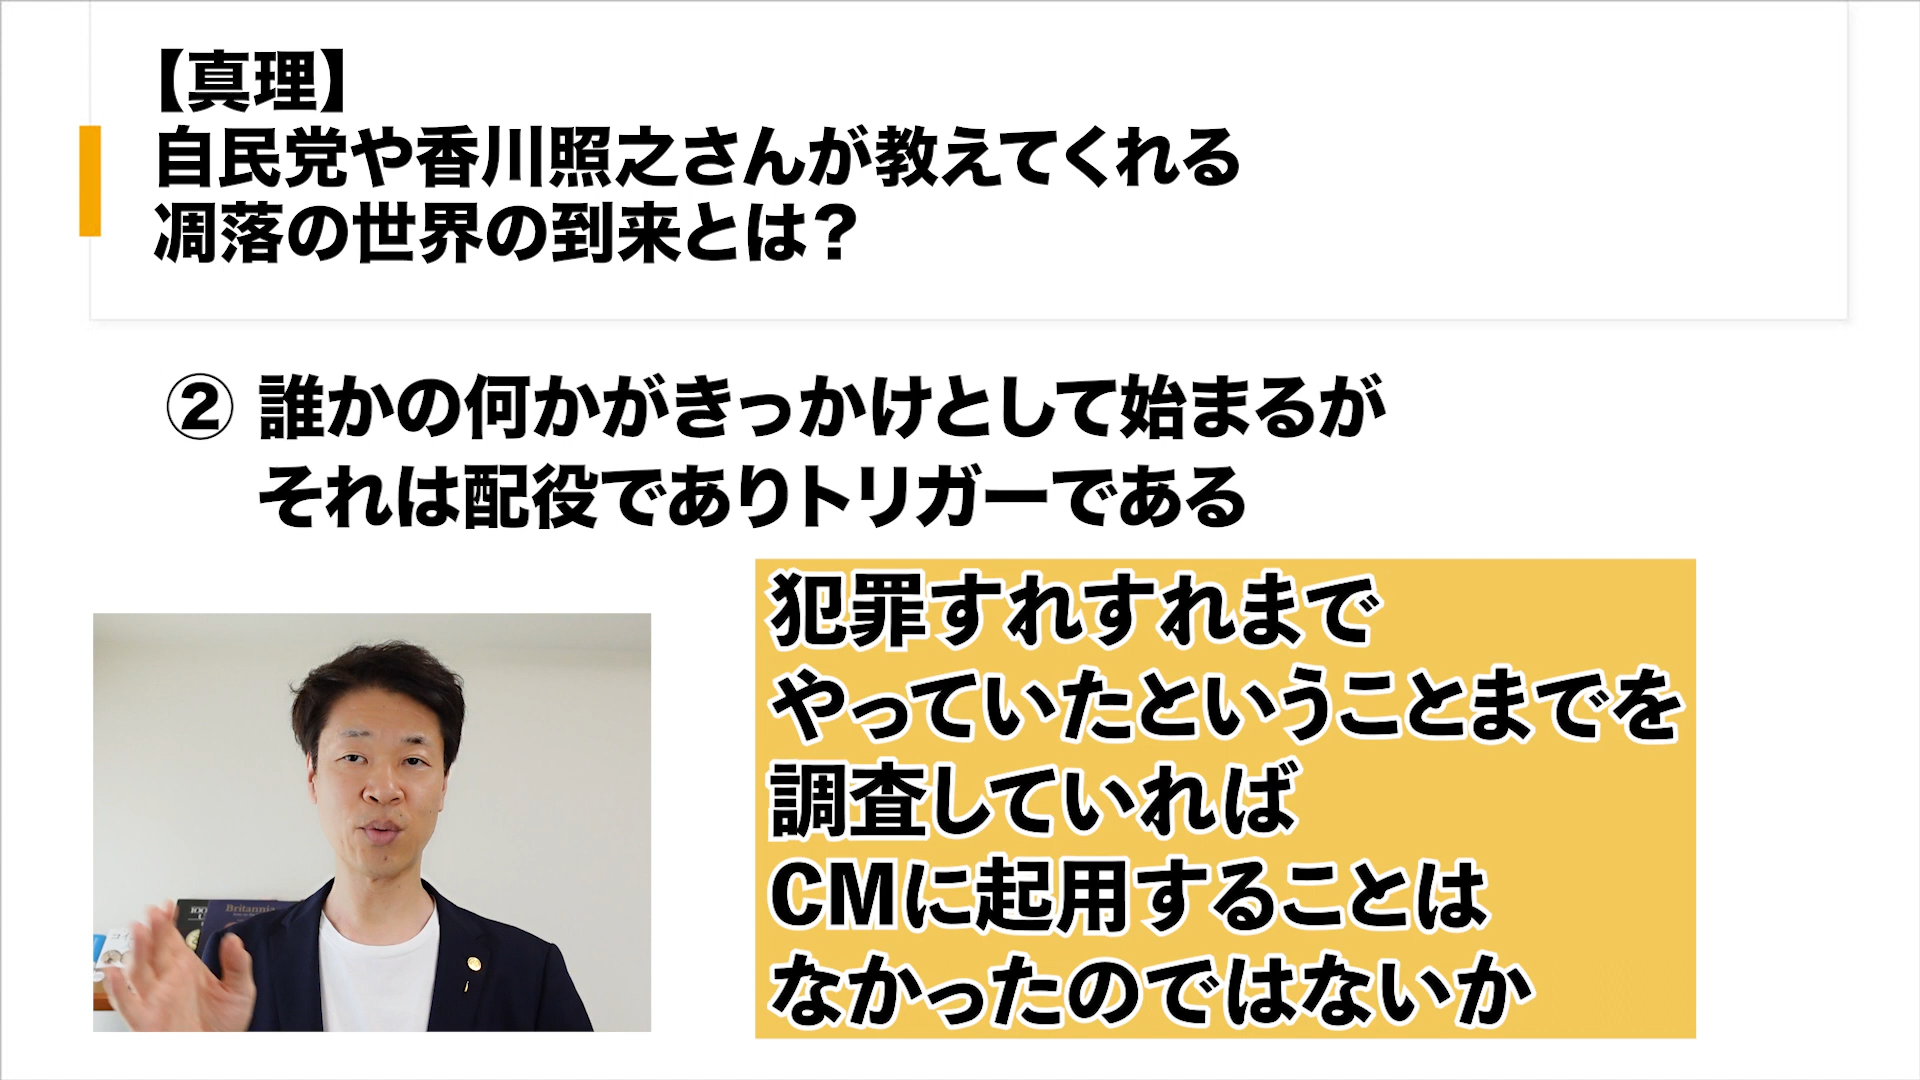 【真理】
自民党や香川照之さんが教えてくれる
凋落の世界の到来とは？
② 誰かの何かがきっかけとして始まるが
それは配役でありトリガーである
犯罪すれすれまで
やっていたということまでを
調査していれば
CMに起用することは
なかったのではないか
Britannia